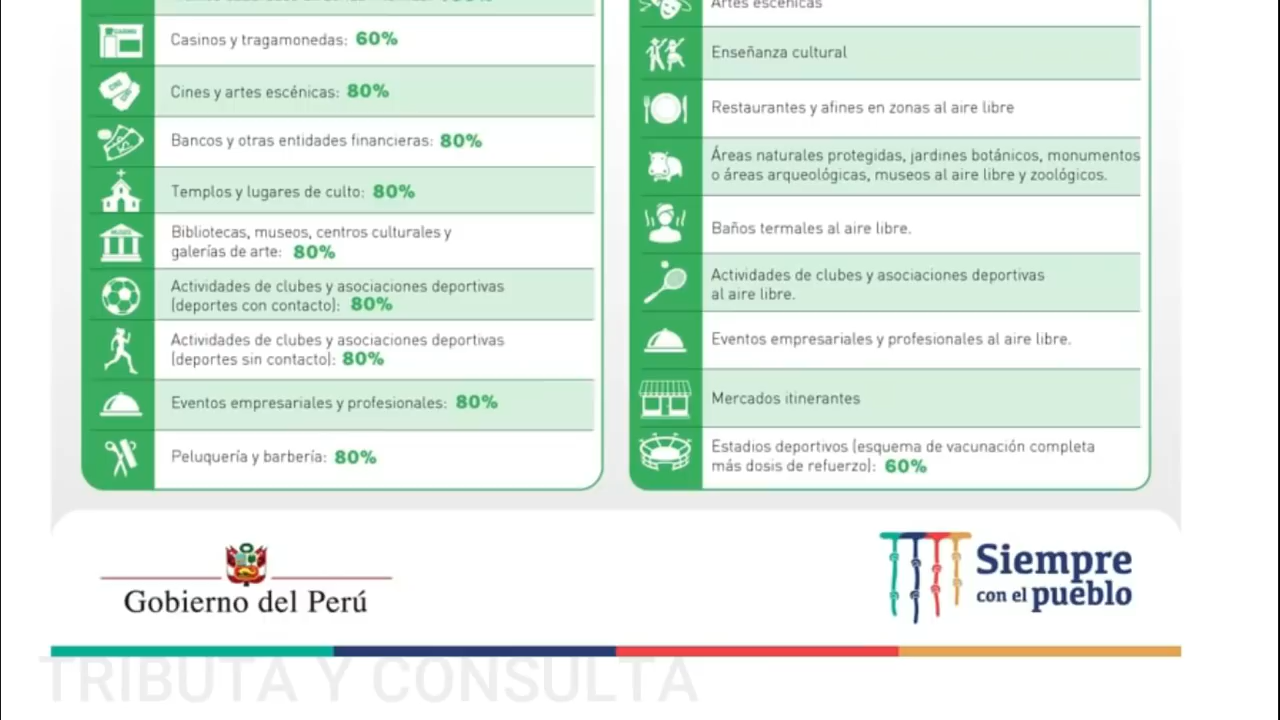 Casinos y tragamonedas: 60%
Cines y artes escénicas: 80%
Bancos y otras entidades financieras: 80%
Templos y lugares de culto: 80%
Bibliotecas, museos, centros culturales y
galerías de arte: 80%
Actividades de clubes y asociaciones deportivas
(deportes con contacto): 80%
Actividades de clubes y asociaciones deportivas
(deportes sin contacto): 80%
Eventos empresariales y profesionales: 80%
Peluquería y barbería: 80%
Artes escénicas
Enseñanza cultural
Restaurantes y afines en zonas al aire libre
Áreas naturales protegidas, jardines botánicos, monumentos
o áreas arqueológicas, museos al aire libre y zoológicos.
Baños termales al aire libre.
Actividades de clubes y asociaciones deportivas
al aire libre.
Eventos empresariales y profesionales al aire libre.
Mercados itinerantes
Estadios deportivos (esquema de vacunación completa
más dosis de refuerzo): 60%
Gobierno del Perú
Siempre
con el pueblo
TRIBUTA Y CONSULTA